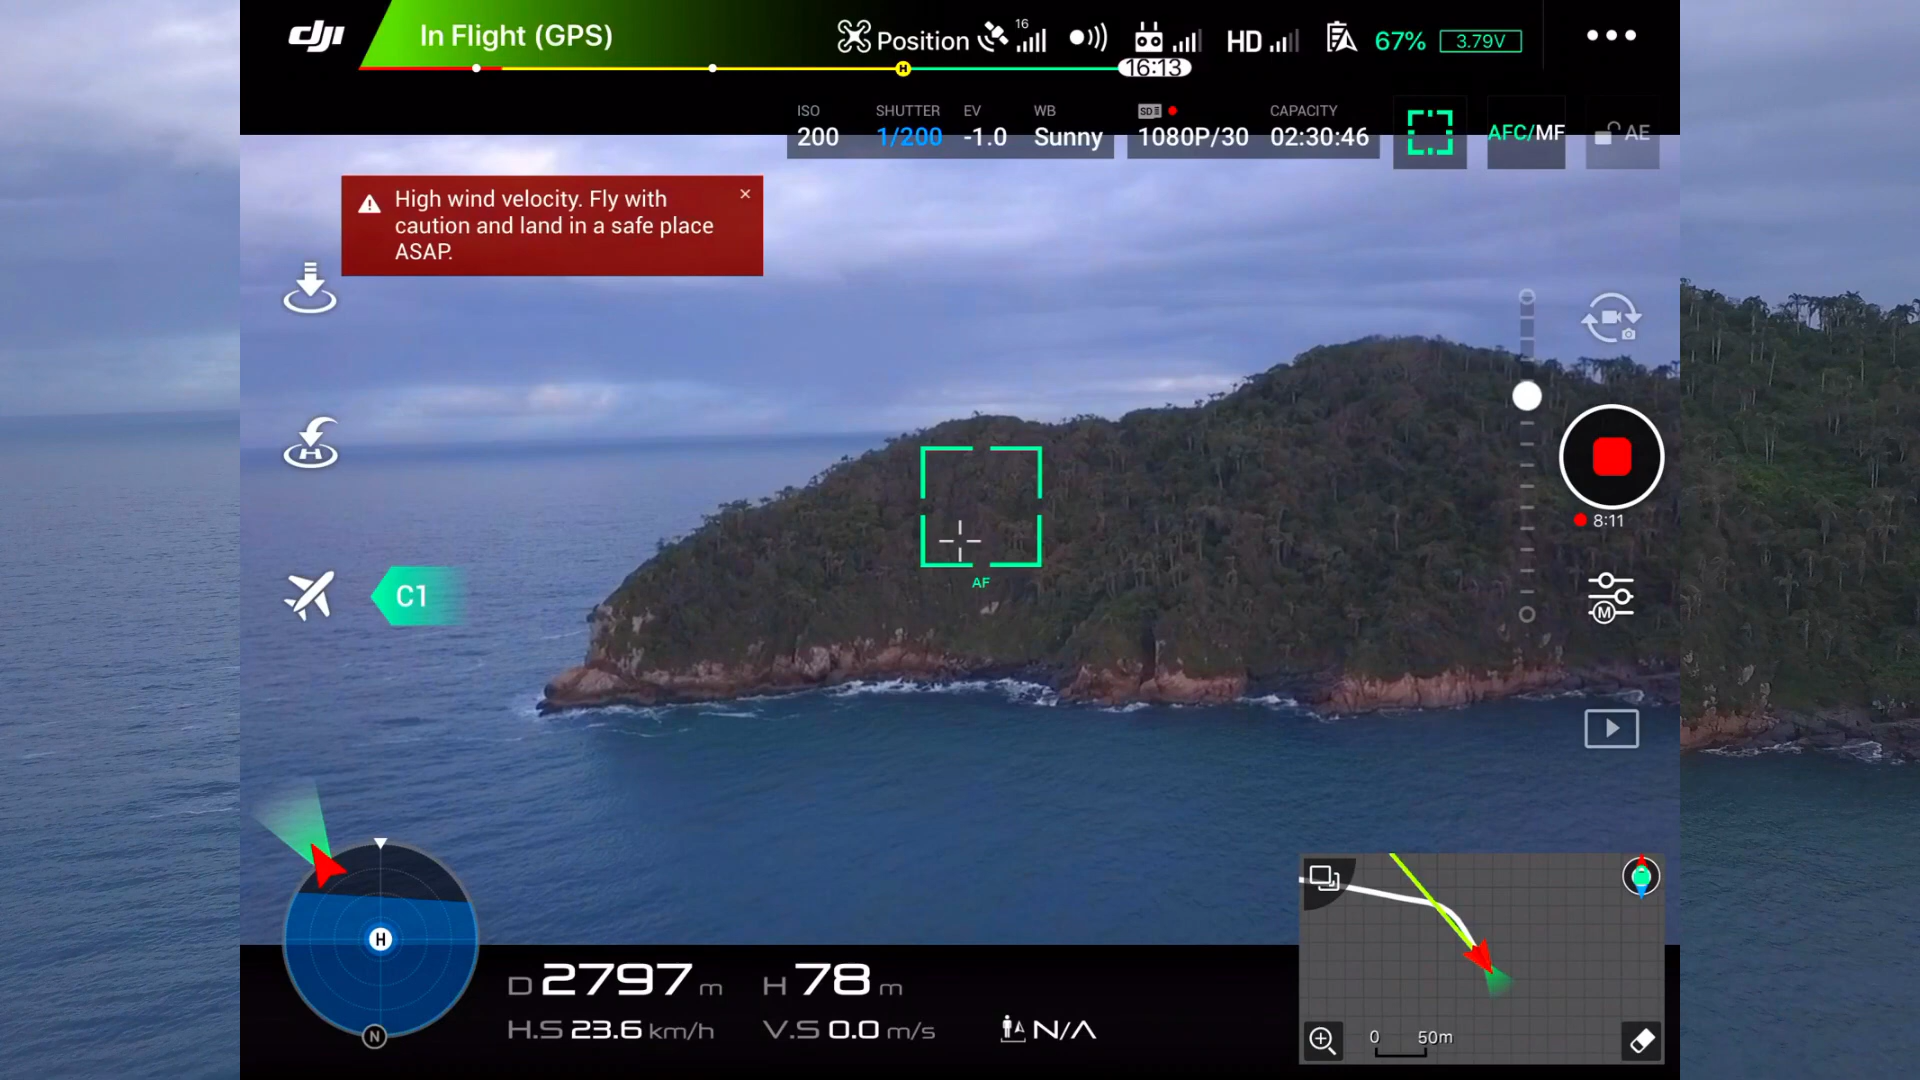 dji In Flight (GPS) Position 16 HD 67% 3.79V
H 16:13
ISO SHUTTER EV WB SD CAPACITY
200 1/200 -1.0 Sunny 1080P/30 02:30:46 AFC/MF AE
High wind velocity. Fly with
caution and land in a safe place
ASAP.
H
8:11
AF
C1
M
H
N
D 2797 m H 78 m
H.S 23.6 km/h V.S 0.0 m/s N/A
0 50m